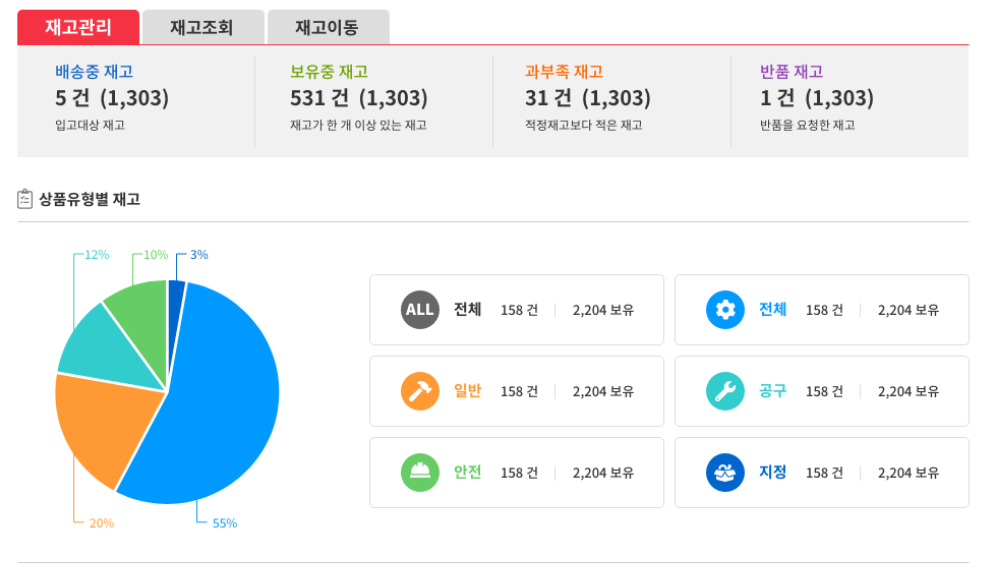 재고관리 재고조회 재고이동
배송중 재고 보유중 재고 과부족 재고 반품 재고
5 건 (1,303) 531 건 (1,303) 31 건 (1,303) 1 건 (1,303)
입고대상 재고 재고가 한 개 이상 있는 재고 적정재고보다 적은 재고 반품을 요청한 재고
상품유형별 재고
12% 10% 3%
20% 55%
ALL 전체 158 건 2,204 보유
전체 158 건 2,204 보유
일반 158 건 2,204 보유
공구 158 건 2,204 보유
안전 158 건 2,204 보유
지정 158 건 2,204 보유